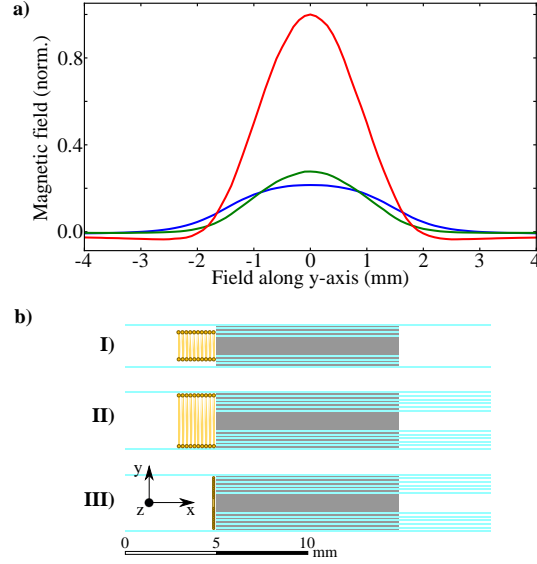 a)
Magnetic field (norm.)
0.8
0.4
0.0
-4 -3 -2 -1 0 1 2 3 4
Field along y-axis (mm)
b)
I)
II)
III)
y
z x
0 5 10
mm